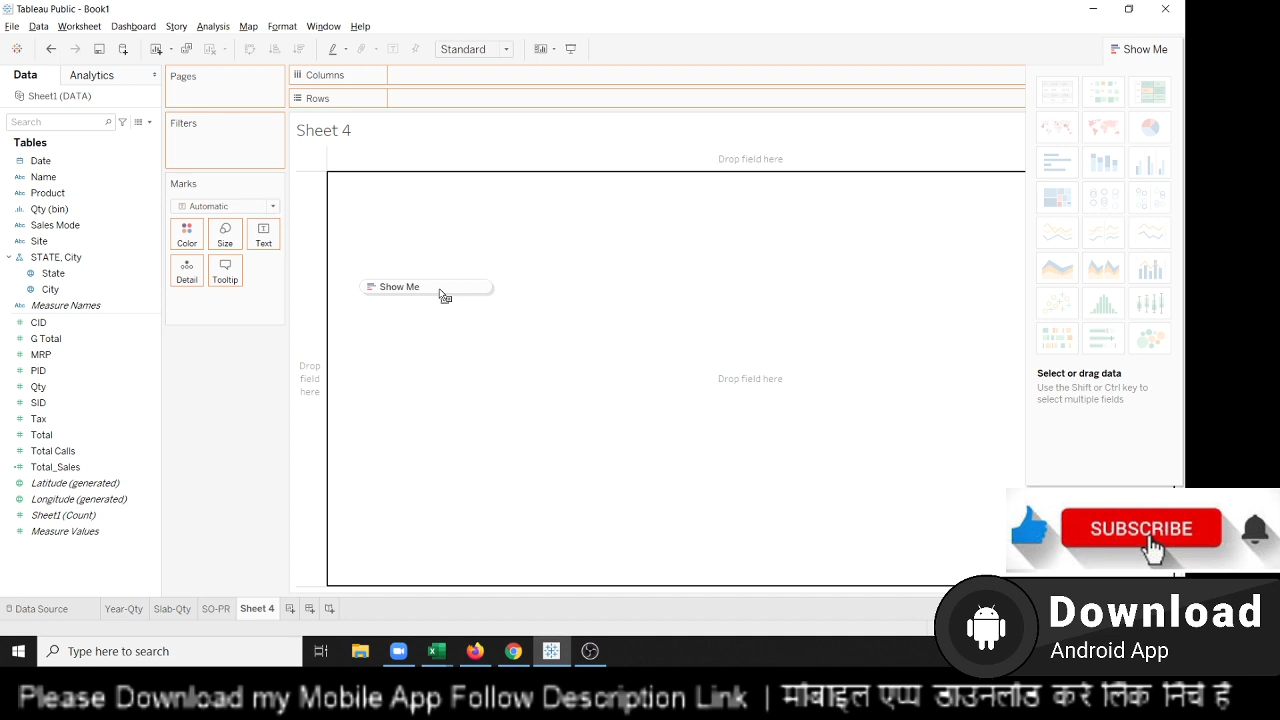 Tableau Public - Book1
File Data Worksheet Dashboard Story Analysis Map Format Window Help
Standard
Show Me
Data Analytics
Pages
Columns
Sheet1 (DATA)
Rows
Search
Filters
Sheet 4
Tables
Date
Drop field here
Name
Marks
Abc Product
Automatic
Qty (bin)
Abc Sales Mode
Color Size Text
Abc Site
STATE, City
State
Detail Tooltip
City
Show Me
Abc Measure Names
CID
G Total
MRP
PID
Drop field here
Drop field here
Select or drag data
Use the Shift or Ctrl key to
select multiple fields
Qty
SID
Tax
Total
Total Calls
Total_Sales
Latitude (generated)
Longitude (generated)
Sheet1 (Count)
Measure Values
SUBSCRIBE
Data Source Year-Qty Slab-Qty SO-PR Sheet 4
Download
Android App
Type here to search
Please Download my Mobile App Follow Description Link | मोबाइल एप्प डाउनलोड करे लिंक निचे है